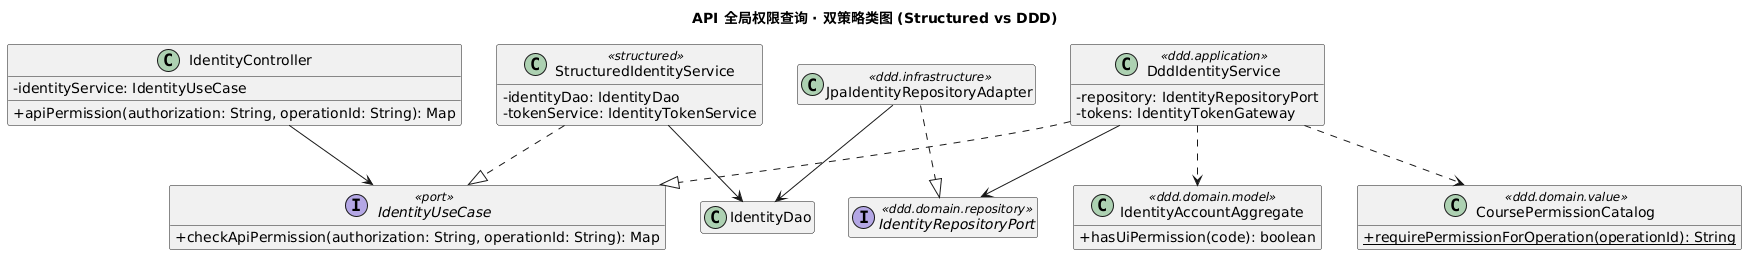 API 全局权限查询 · 双策略类图 (Structured vs DDD)
C IdentityController
-identityService: IdentityUseCase
+apiPermission(authorization: String, operationId: String): Map
C «structured»
StructuredIdentityService
-identityDao: IdentityDao
-tokenService: IdentityTokenService
C «ddd.infrastructure»
JpaIdentityRepositoryAdapter
C «ddd.application»
DddIdentityService
-repository: IdentityRepositoryPort
-tokens: IdentityTokenGateway
I «port»
IdentityUseCase
+checkApiPermission(authorization: String, operationId: String): Map
C IdentityDao
I «ddd.domain.repository»
IdentityRepositoryPort
C «ddd.domain.model»
IdentityAccountAggregate
+hasUiPermission(code): boolean
C «ddd.domain.value»
CoursePermissionCatalog
+requirePermissionForOperation(operationId): String